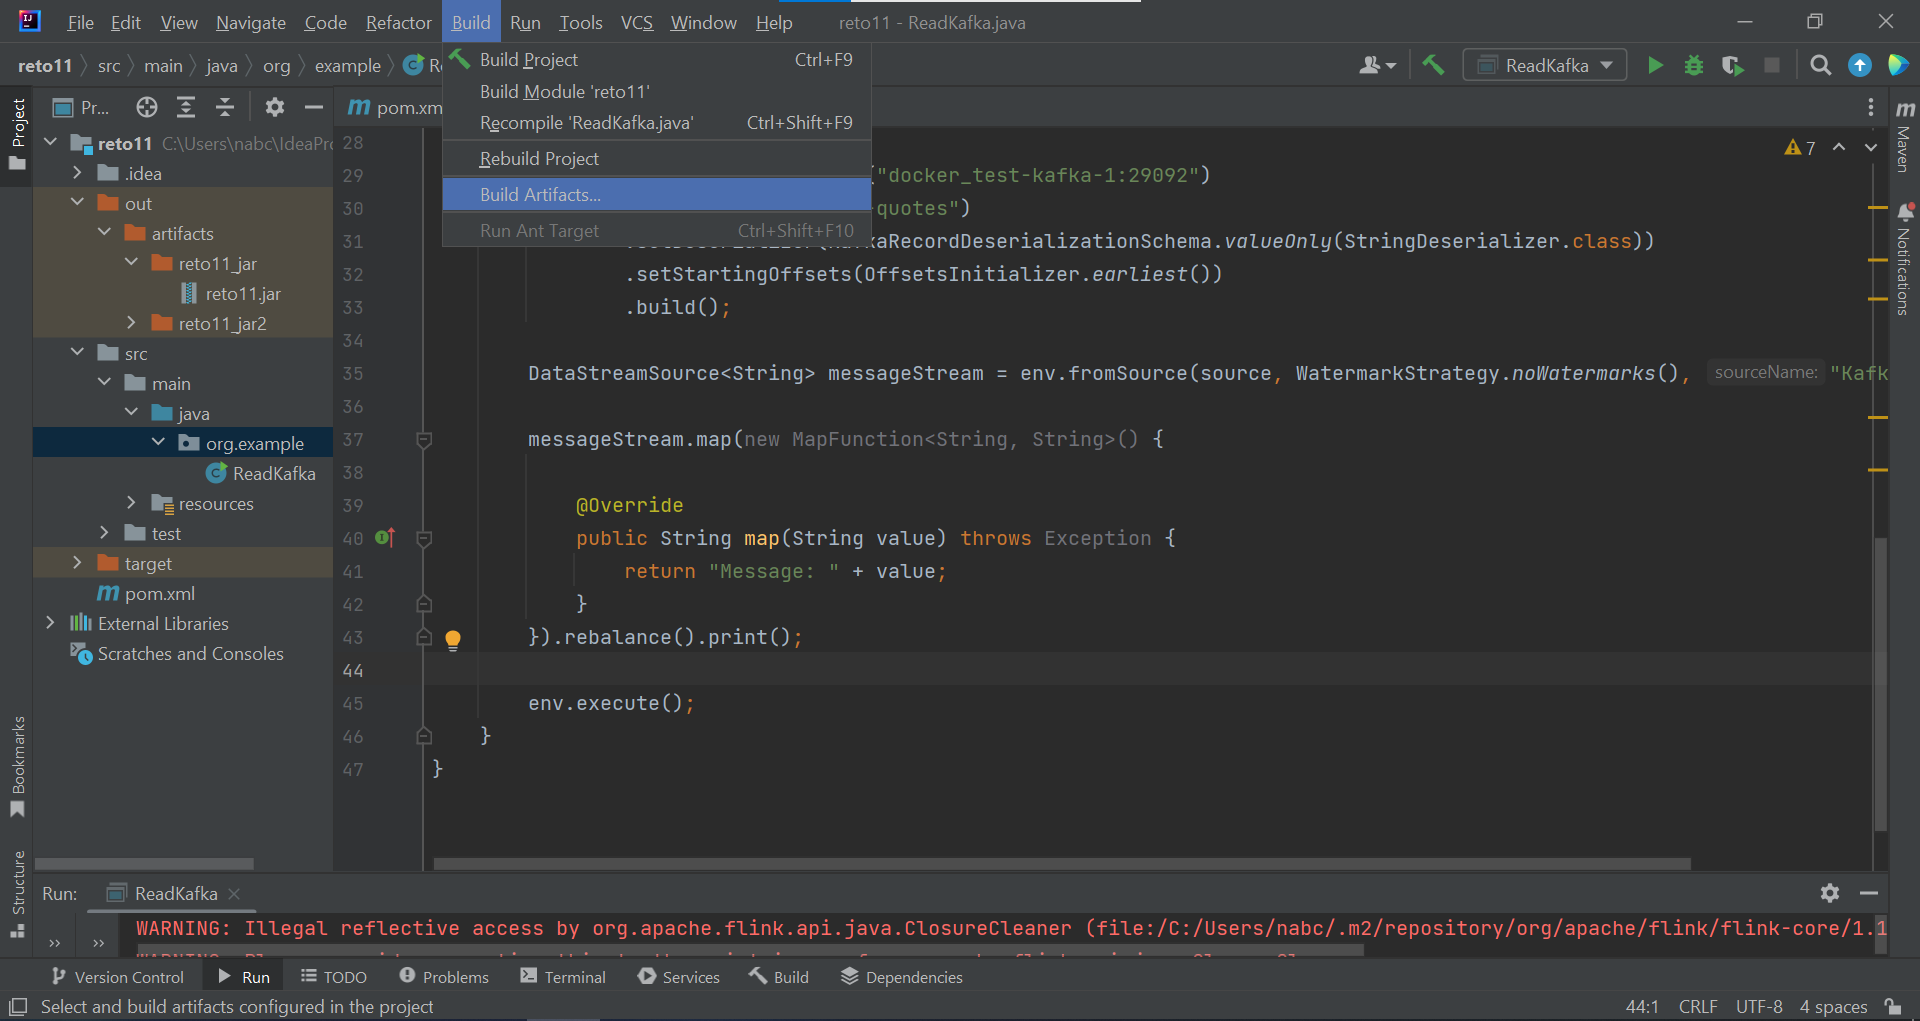 File Edit View Navigate Code Refactor Build Run Tools VCS Window Help reto11 - ReadKafka.java
reto11 src main java org example
ReadKafka
Build Project Ctrl+F9
Build Module 'reto11'
Recompile 'ReadKafka.java' Ctrl+Shift+F9
Rebuild Project
Build Artifacts...
Run Ant Target Ctrl+Shift+F10
Project
Pr...
reto11 C:\Users\nabc\IdeaPr
.idea
out
artifacts
reto11_jar
reto11.jar
reto11_jar2
src
main
java
org.example
ReadKafka
resources
test
target
pom.xml
External Libraries
Scratches and Consoles
Bookmarks
Structure
pom.xm
7
28
29 "docker_test-kafka-1:29092")
30 quotes")
31 aRecordDeserializationSchema.valueOnly(StringDeserializer.class))
32 .setStartingOffsets(OffsetsInitializer.earliest())
33 .build();
34
35 DataStreamSource<String> messageStream = env.fromSource(source, WatermarkStrategy.noWatermarks(), sourceName: "Kafk
36
37 messageStream.map(new MapFunction<String, String>() {
38
39 @Override
40 public String map(String value) throws Exception {
41 return "Message: " + value;
42 }
43 }).rebalance().print();
44
45 env.execute();
46 }
47 }
Maven
Notifications
Run: ReadKafka
WARNING: Illegal reflective access by org.apache.flink.api.java.ClosureCleaner (file:/C:/Users/nabc/.m2/repository/org/apache/flink/flink-core/1.1
Version Control Run TODO Problems Terminal Services Build Dependencies
Select and build artifacts configured in the project 44:1 CRLF UTF-8 4 spaces